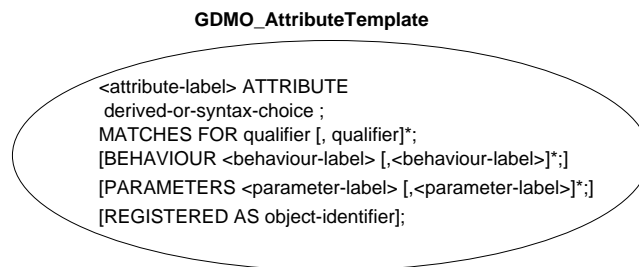 GDMO_AttributeTemplate
<attribute-label> ATTRIBUTE
derived-or-syntax-choice ;
MATCHES FOR qualifier [, qualifier]*;
[BEHAVIOUR <behaviour-label> [,<behaviour-label>]*;]
[PARAMETERS <parameter-label> [,<parameter-label>]*;]
[REGISTERED AS object-identifier];